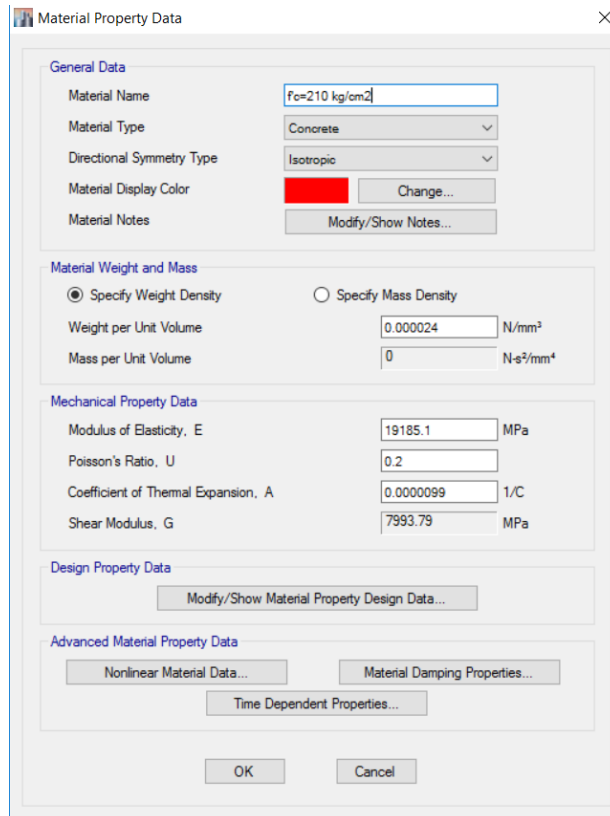 Material Property Data
General Data
Material Name f'c=210 kg/cm2
Material Type Concrete
Directional Symmetry Type Isotropic
Material Display Color Change...
Material Notes Modify/Show Notes...
Material Weight and Mass
Specify Weight Density Specify Mass Density
Weight per Unit Volume 0.000024 N/mm³
Mass per Unit Volume 0 N-s²/mm⁴
Mechanical Property Data
Modulus of Elasticity, E 19185.1 MPa
Poisson's Ratio, U 0.2
Coefficient of Thermal Expansion, A 0.0000099 1/C
Shear Modulus, G 7993.79 MPa
Design Property Data
Modify/Show Material Property Design Data...
Advanced Material Property Data
Nonlinear Material Data... Material Damping Properties...
Time Dependent Properties...
OK Cancel